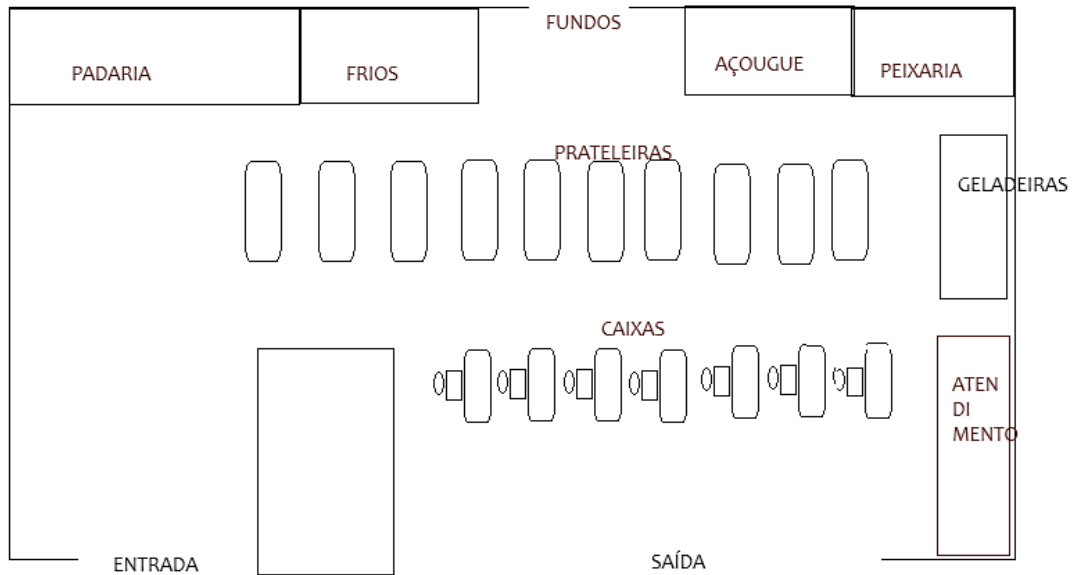 FUNDOS
PADARIA
FRIOS
AÇOUGUE
PEIXARIA
PRATELEIRAS
GELADEIRAS
CAIXAS
ATEN
DI
MENTO
ENTRADA
SAÍDA